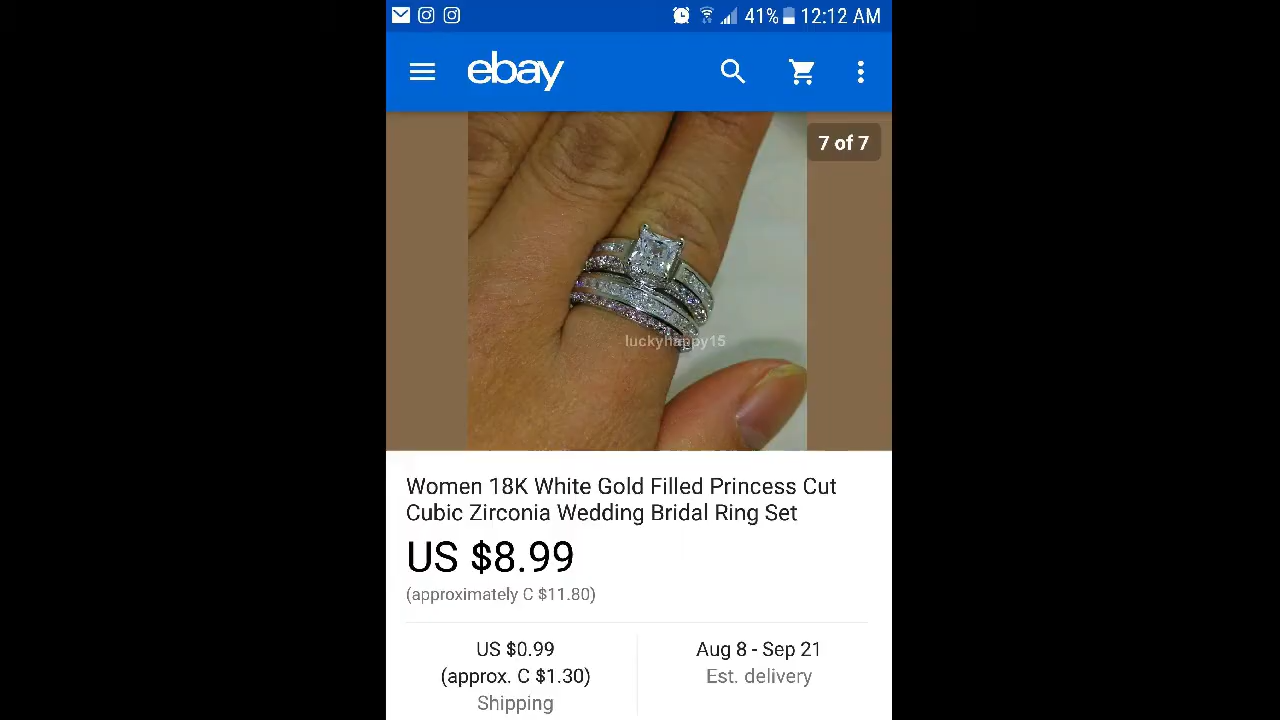 41% 12:12 AM
ebay
7 of 7
luckyhappy15
Women 18K White Gold Filled Princess Cut
Cubic Zirconia Wedding Bridal Ring Set
US $8.99
(approximately C $11.80)
US $0.99
(approx. C $1.30)
Shipping
Aug 8 - Sep 21
Est. delivery